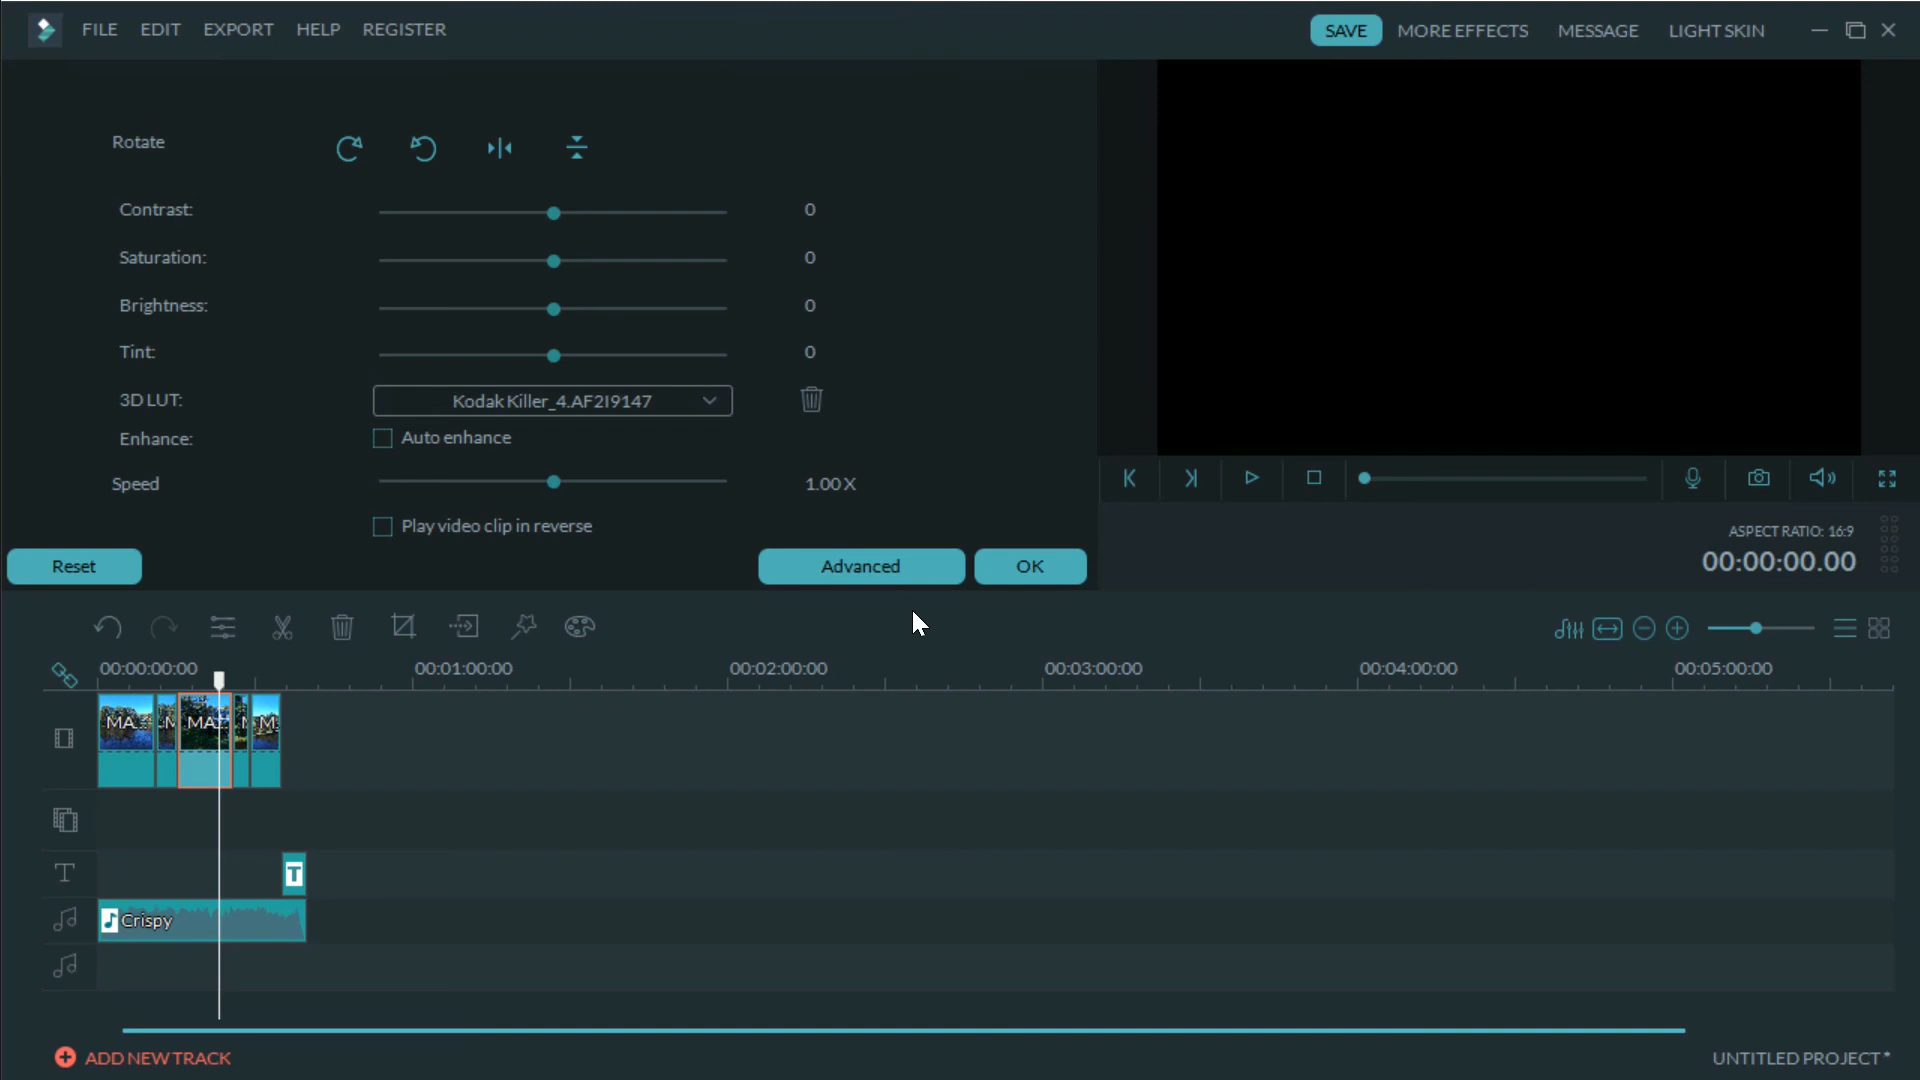 FILE EDIT EXPORT HELP REGISTER SAVE MORE EFFECTS MESSAGE LIGHT SKIN
Rotate
Contrast: 0
Saturation: 0
Brightness: 0
Tint: 0
3D LUT: Kodak Killer_4.AF2I9147
Enhance: Auto enhance
Speed 1.00 X
Play video clip in reverse
ASPECT RATIO: 16:9
00:00:00.00
Reset Advanced OK
00:00:00:00 00:01:00:00 00:02:00:00 00:03:00:00 00:04:00:00 00:05:00:00
MA...
M
MA...
M
M...
T
T
Crispy
ADD NEW TRACK
UNTITLED PROJECT *